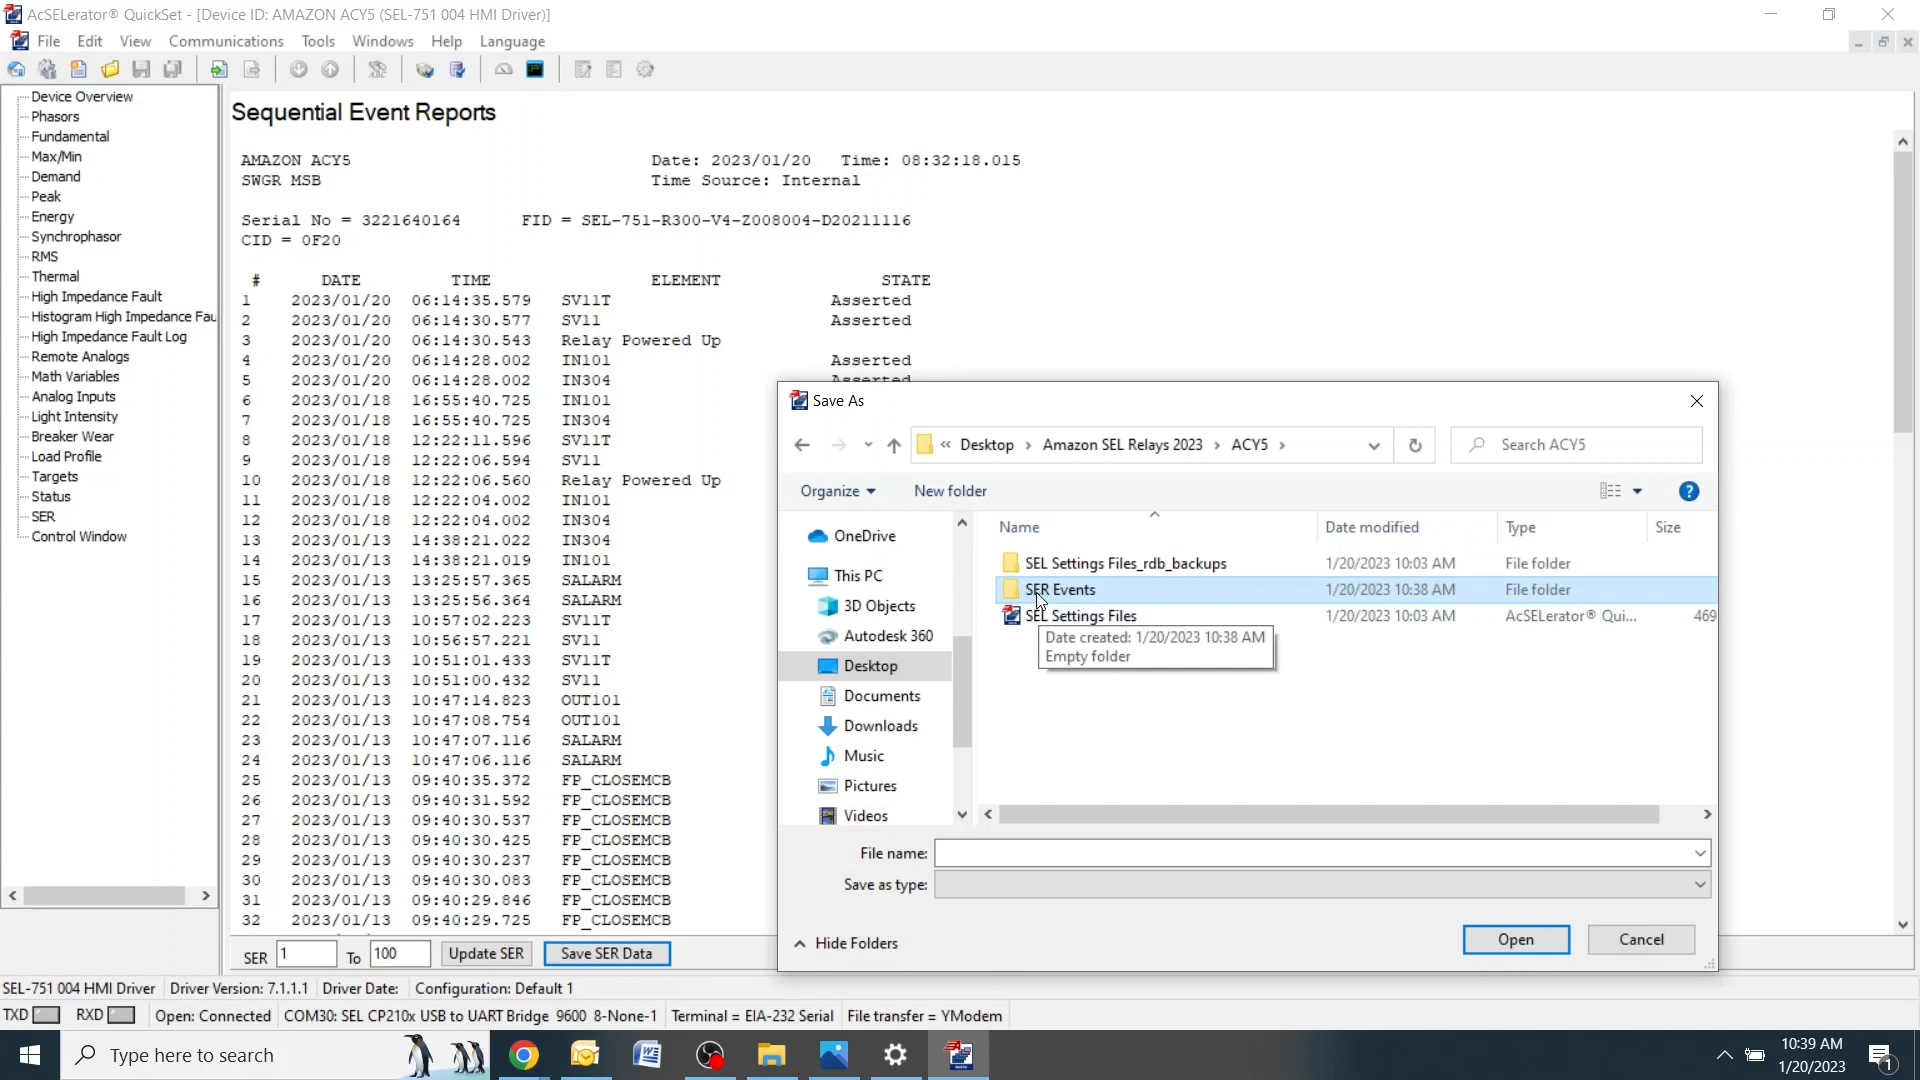 AcSELerator® QuickSet - [Device ID: AMAZON ACY5 (SEL-751 004 HMI Driver)]
File Edit View Communications Tools Windows Help Language
Device Overview
Phasors
Fundamental
Max/Min
Demand
Peak
Energy
Synchrophasor
RMS
Thermal
High Impedance Fault
Histogram High Impedance Fau
High Impedance Fault Log
Remote Analogs
Math Variables
Analog Inputs
Light Intensity
Breaker Wear
Load Profile
Targets
Status
SER
Control Window
Sequential Event Reports
AMAZON ACY5 Date: 2023/01/20 Time: 08:32:18.015
SWGR MSB Time Source: Internal
Serial No = 3221640164 FID = SEL-751-R300-V4-Z008004-D20211116
CID = 0F20
# DATE TIME ELEMENT STATE
1 2023/01/20 06:14:35.579 SV11T Asserted
2 2023/01/20 06:14:30.577 SV11 Asserted
3 2023/01/20 06:14:30.543 Relay Powered Up
4 2023/01/20 06:14:28.002 IN101 Asserted
5 2023/01/20 06:14:28.002 IN304 Asserted
6 2023/01/18 16:55:40.725 IN101
7 2023/01/18 16:55:40.725 IN304
8 2023/01/18 12:22:11.596 SV11T
9 2023/01/18 12:22:06.594 SV11
10 2023/01/18 12:22:06.560 Relay Powered Up
11 2023/01/18 12:22:04.002 IN101
12 2023/01/18 12:22:04.002 IN304
13 2023/01/13 14:38:21.022 IN304
14 2023/01/13 14:38:21.019 IN101
15 2023/01/13 13:25:57.365 SALARM
16 2023/01/13 13:25:56.364 SALARM
17 2023/01/13 10:57:02.223 SV11T
18 2023/01/13 10:56:57.221 SV11
19 2023/01/13 10:51:01.433 SV11T
20 2023/01/13 10:51:00.432 SV11
21 2023/01/13 10:47:14.823 OUT101
22 2023/01/13 10:47:08.754 OUT101
23 2023/01/13 10:47:07.116 SALARM
24 2023/01/13 10:47:06.116 SALARM
25 2023/01/13 09:40:35.372 FP_CLOSEMCB
26 2023/01/13 09:40:31.592 FP_CLOSEMCB
27 2023/01/13 09:40:30.537 FP_CLOSEMCB
28 2023/01/13 09:40:30.425 FP_CLOSEMCB
29 2023/01/13 09:40:30.237 FP_CLOSEMCB
30 2023/01/13 09:40:30.083 FP_CLOSEMCB
31 2023/01/13 09:40:29.846 FP_CLOSEMCB
32 2023/01/13 09:40:29.725 FP_CLOSEMCB
SER 1 To 100 Update SER Save SER Data
Save As
« Desktop › Amazon SEL Relays 2023 › ACY5 ›
Search ACY5
Organize New folder
OneDrive
This PC
3D Objects
Autodesk 360
Desktop
Documents
Downloads
Music
Pictures
Videos
Name Date modified Type Size
SEL Settings Files_rdb_backups 1/20/2023 10:03 AM File folder
SER Events 1/20/2023 10:38 AM File folder
SEL Settings Files 1/20/2023 10:03 AM AcSELerator® Qui... 469
Date created: 1/20/2023 10:38 AM
Empty folder
File name:
Save as type:
Hide Folders
Open Cancel
SEL-751 004 HMI Driver Driver Version: 7.1.1.1 Driver Date: Configuration: Default 1
TXD RXD Open: Connected COM30: SEL CP210x USB to UART Bridge 9600 8-None-1 Terminal = EIA-232 Serial File transfer = YModem
Type here to search
10:39 AM
1/20/2023
1